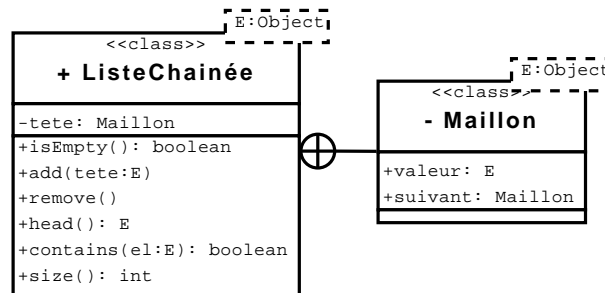 E:Object
<<class>>
+ ListeChainée
-tete: Maillon
+isEmpty(): boolean
+add(tete:E)
+remove()
+head(): E
+contains(el:E): boolean
+size(): int
E:Object
<<class>>
- Maillon
+valeur: E
+suivant: Maillon